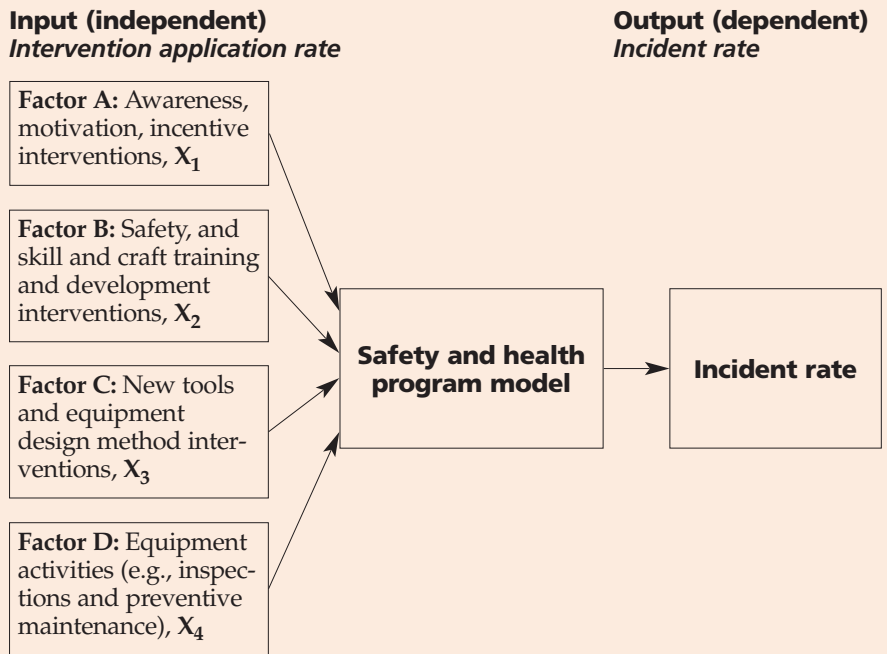 Input (independent)
Intervention application rate
Output (dependent)
Incident rate
Factor A: Awareness,
motivation, incentive
interventions, X1
Factor B: Safety, and
skill and craft training
and development
interventions, X2
Factor C: New tools
and equipment
design method inter-
ventions, X3
Factor D: Equipment
activities (e.g., inspec-
tions and preventive
maintenance), X4
Safety and health
program model
Incident rate